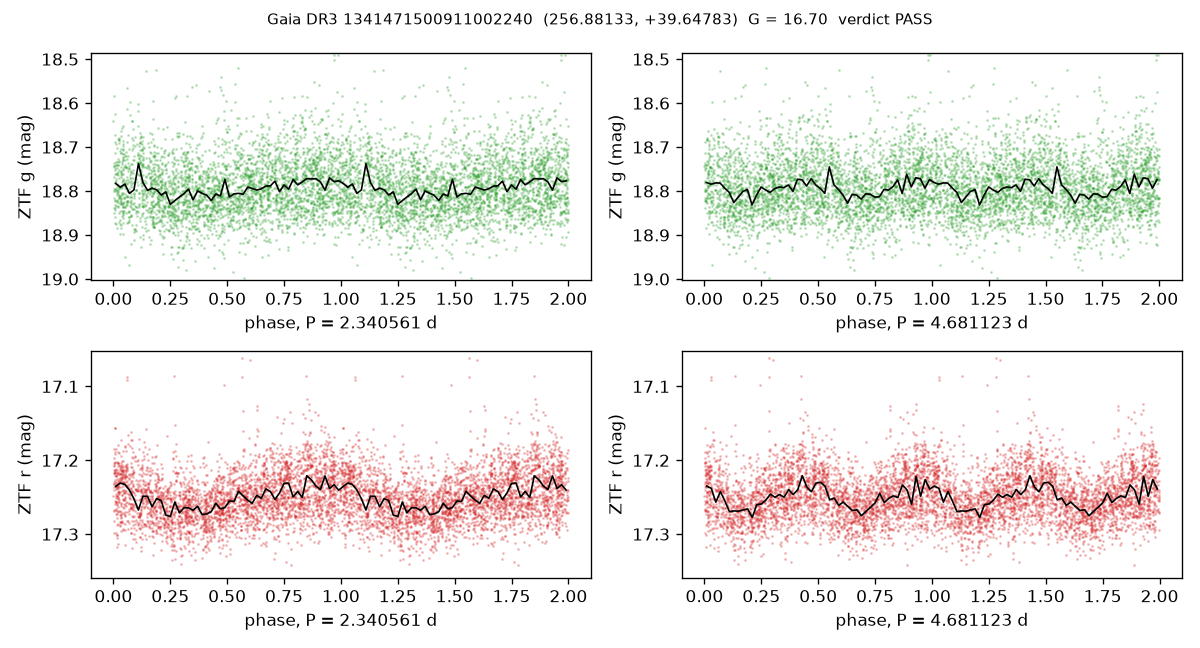 Gaia DR3 1341471500911002240 (256.88133, +39.64783) G = 16.70 verdict PASS
ZTF g (mag)
18.5
18.6
18.7
18.8
18.9
19.0
0.00 0.25 0.50 0.75 1.00 1.25 1.50 1.75 2.00
phase, P = 2.340561 d
ZTF g (mag)
18.5
18.6
18.7
18.8
18.9
19.0
0.00 0.25 0.50 0.75 1.00 1.25 1.50 1.75 2.00
phase, P = 4.681123 d
ZTF r (mag)
17.1
17.2
17.3
0.00 0.25 0.50 0.75 1.00 1.25 1.50 1.75 2.00
phase, P = 2.340561 d
ZTF r (mag)
17.1
17.2
17.3
0.00 0.25 0.50 0.75 1.00 1.25 1.50 1.75 2.00
phase, P = 4.681123 d